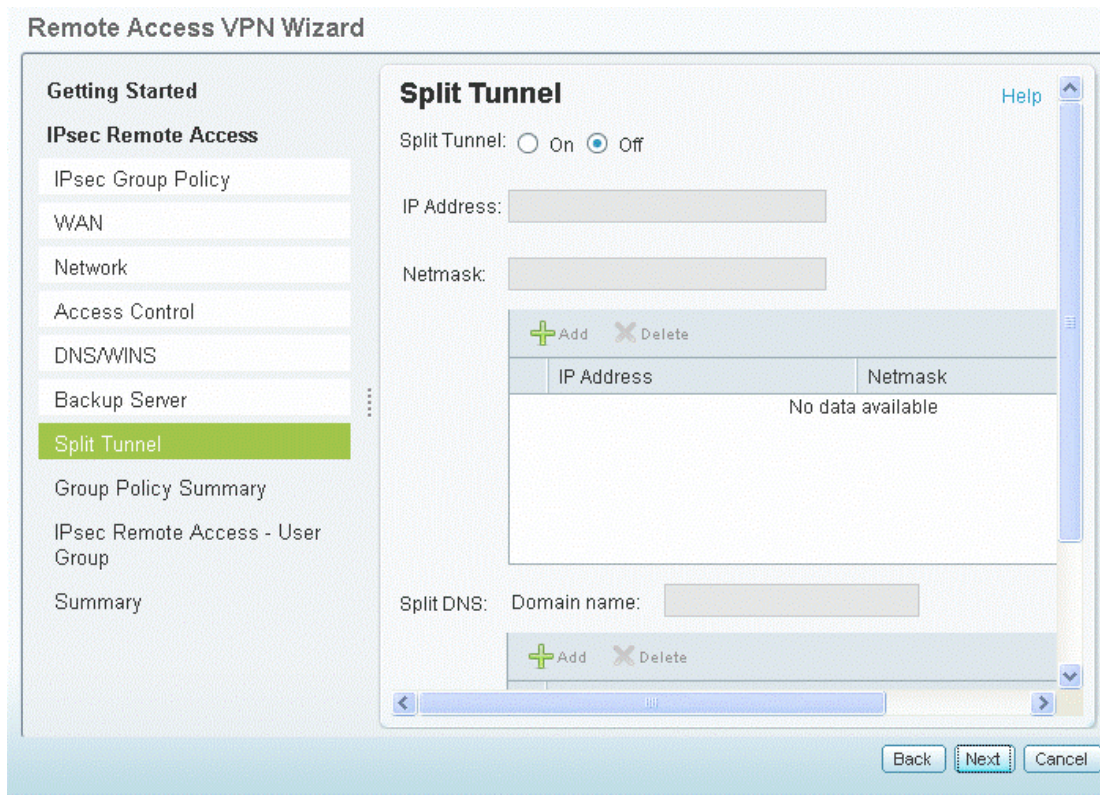 Remote Access VPN Wizard
Getting Started
IPsec Remote Access
IPsec Group Policy
WAN
Network
Access Control
DNS/WINS
Backup Server
Split Tunnel
Group Policy Summary
IPsec Remote Access - User
Group
Summary
Split Tunnel
Help
Split Tunnel: On Off
IP Address:
Netmask:
Add Delete
IP Address Netmask
No data available
Split DNS: Domain name:
Add Delete
Back Next Cancel